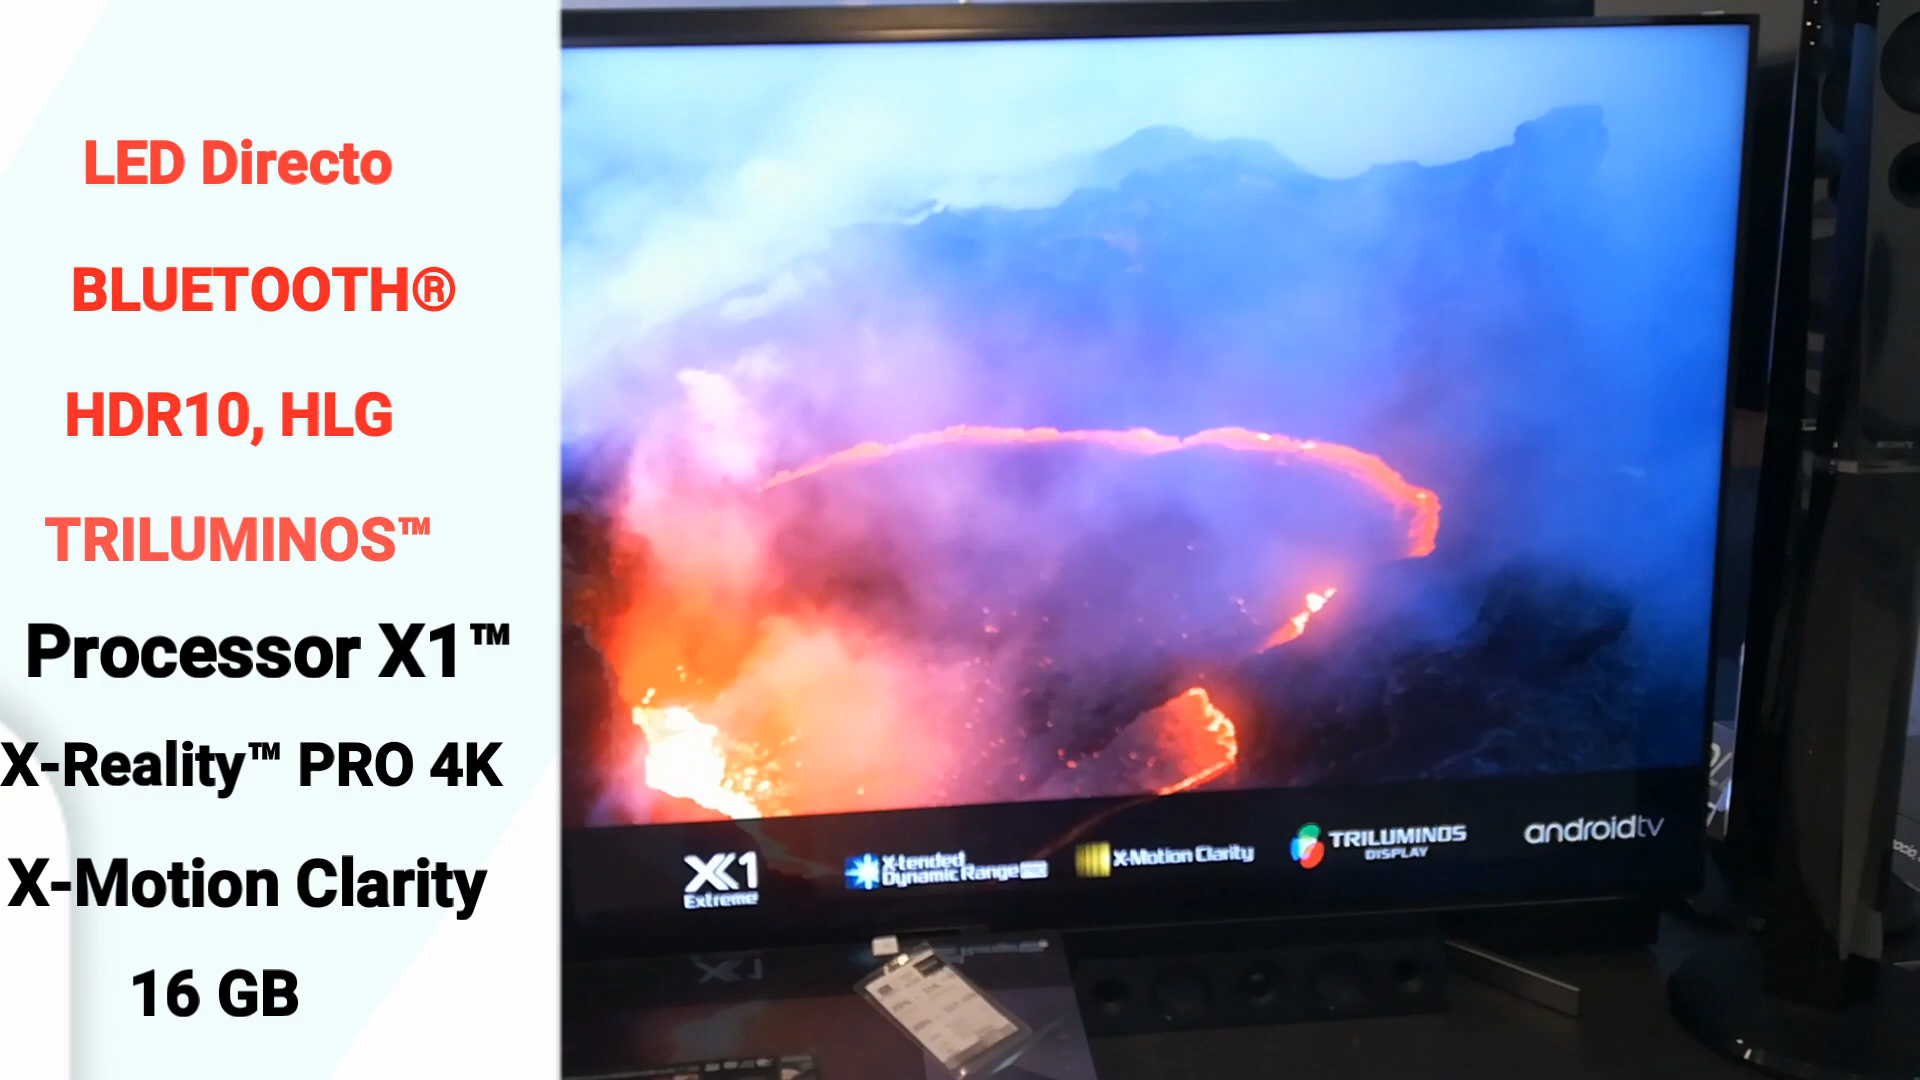 LED Directo
BLUETOOTH®
HDR10, HLG
TRILUMINOS™
Processor X1™
X-Reality™ PRO 4K
X-Motion Clarity
16 GB
X1
Extreme
X-tended
Dynamic Range PRO
X-Motion Clarity
TRILUMINOS
DISPLAY
androidtv